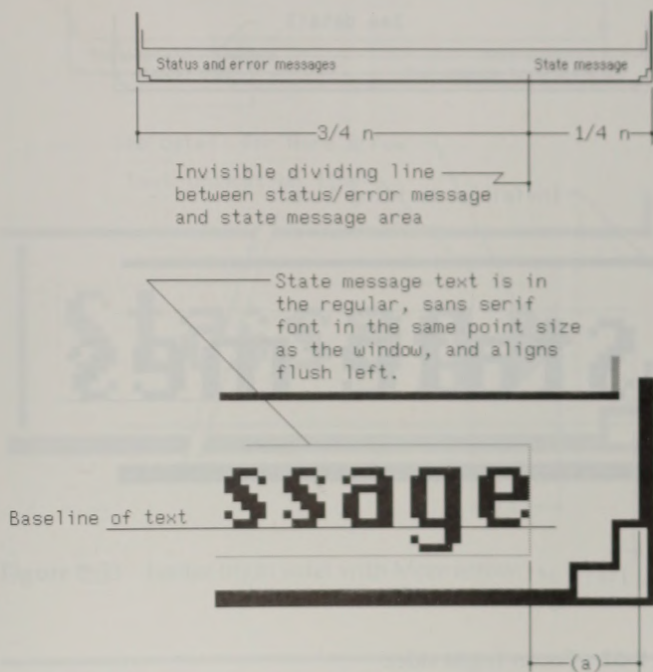 Status and error messages State message
3/4 n 1/4 n
Invisible dividing line
between status/error message
and state message area
State message text is in
the regular, sans serif
font in the same point size
as the window, and aligns
flush left.
ssage
Baseline of text
(a)